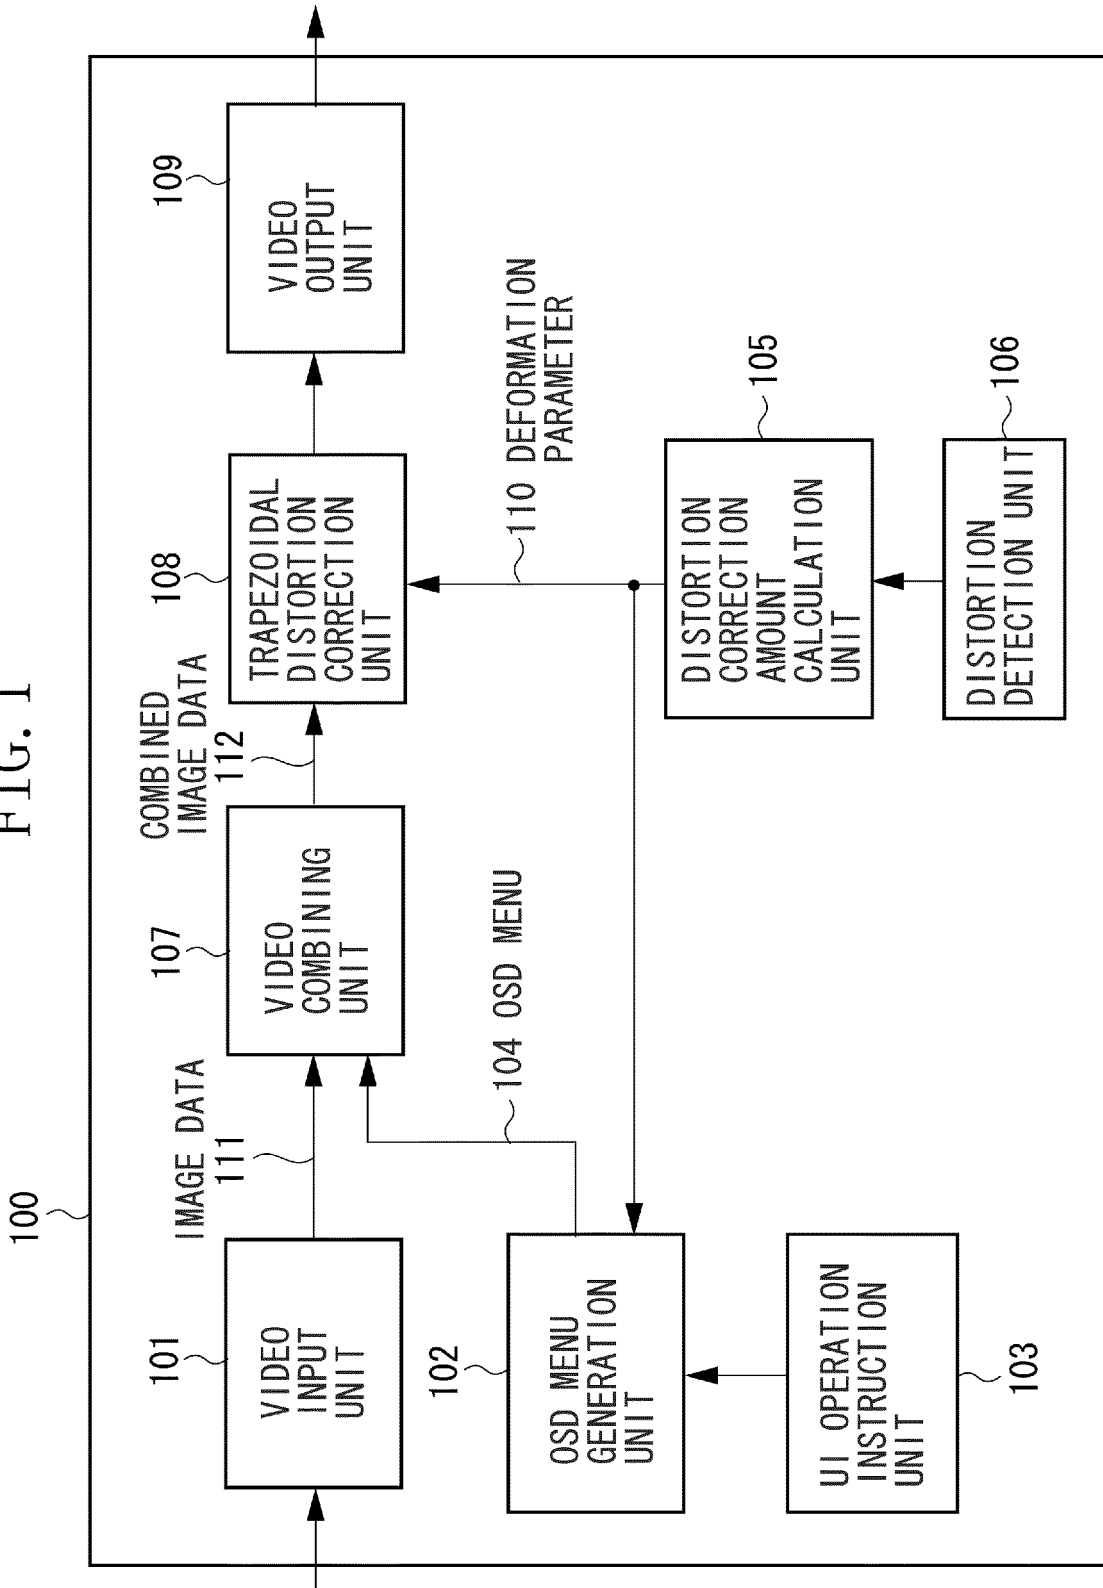 FIG. 1
100
101
VIDEO
INPUT
UNIT
IMAGE DATA
111
107
VIDEO
COMBINING
UNIT
COMBINED
IMAGE DATA
112
108
TRAPEZOIDAL
DISTORTION
CORRECTION
UNIT
109
VIDEO
OUTPUT
UNIT
102
OSD MENU
GENERATION
UNIT
104 OSD MENU
110 DEFORMATION
PARAMETER
103
UI OPERATION
INSTRUCTION
UNIT
105
DISTORTION
CORRECTION
AMOUNT
CALCULATION
UNIT
106
DISTORTION
DETECTION UNIT